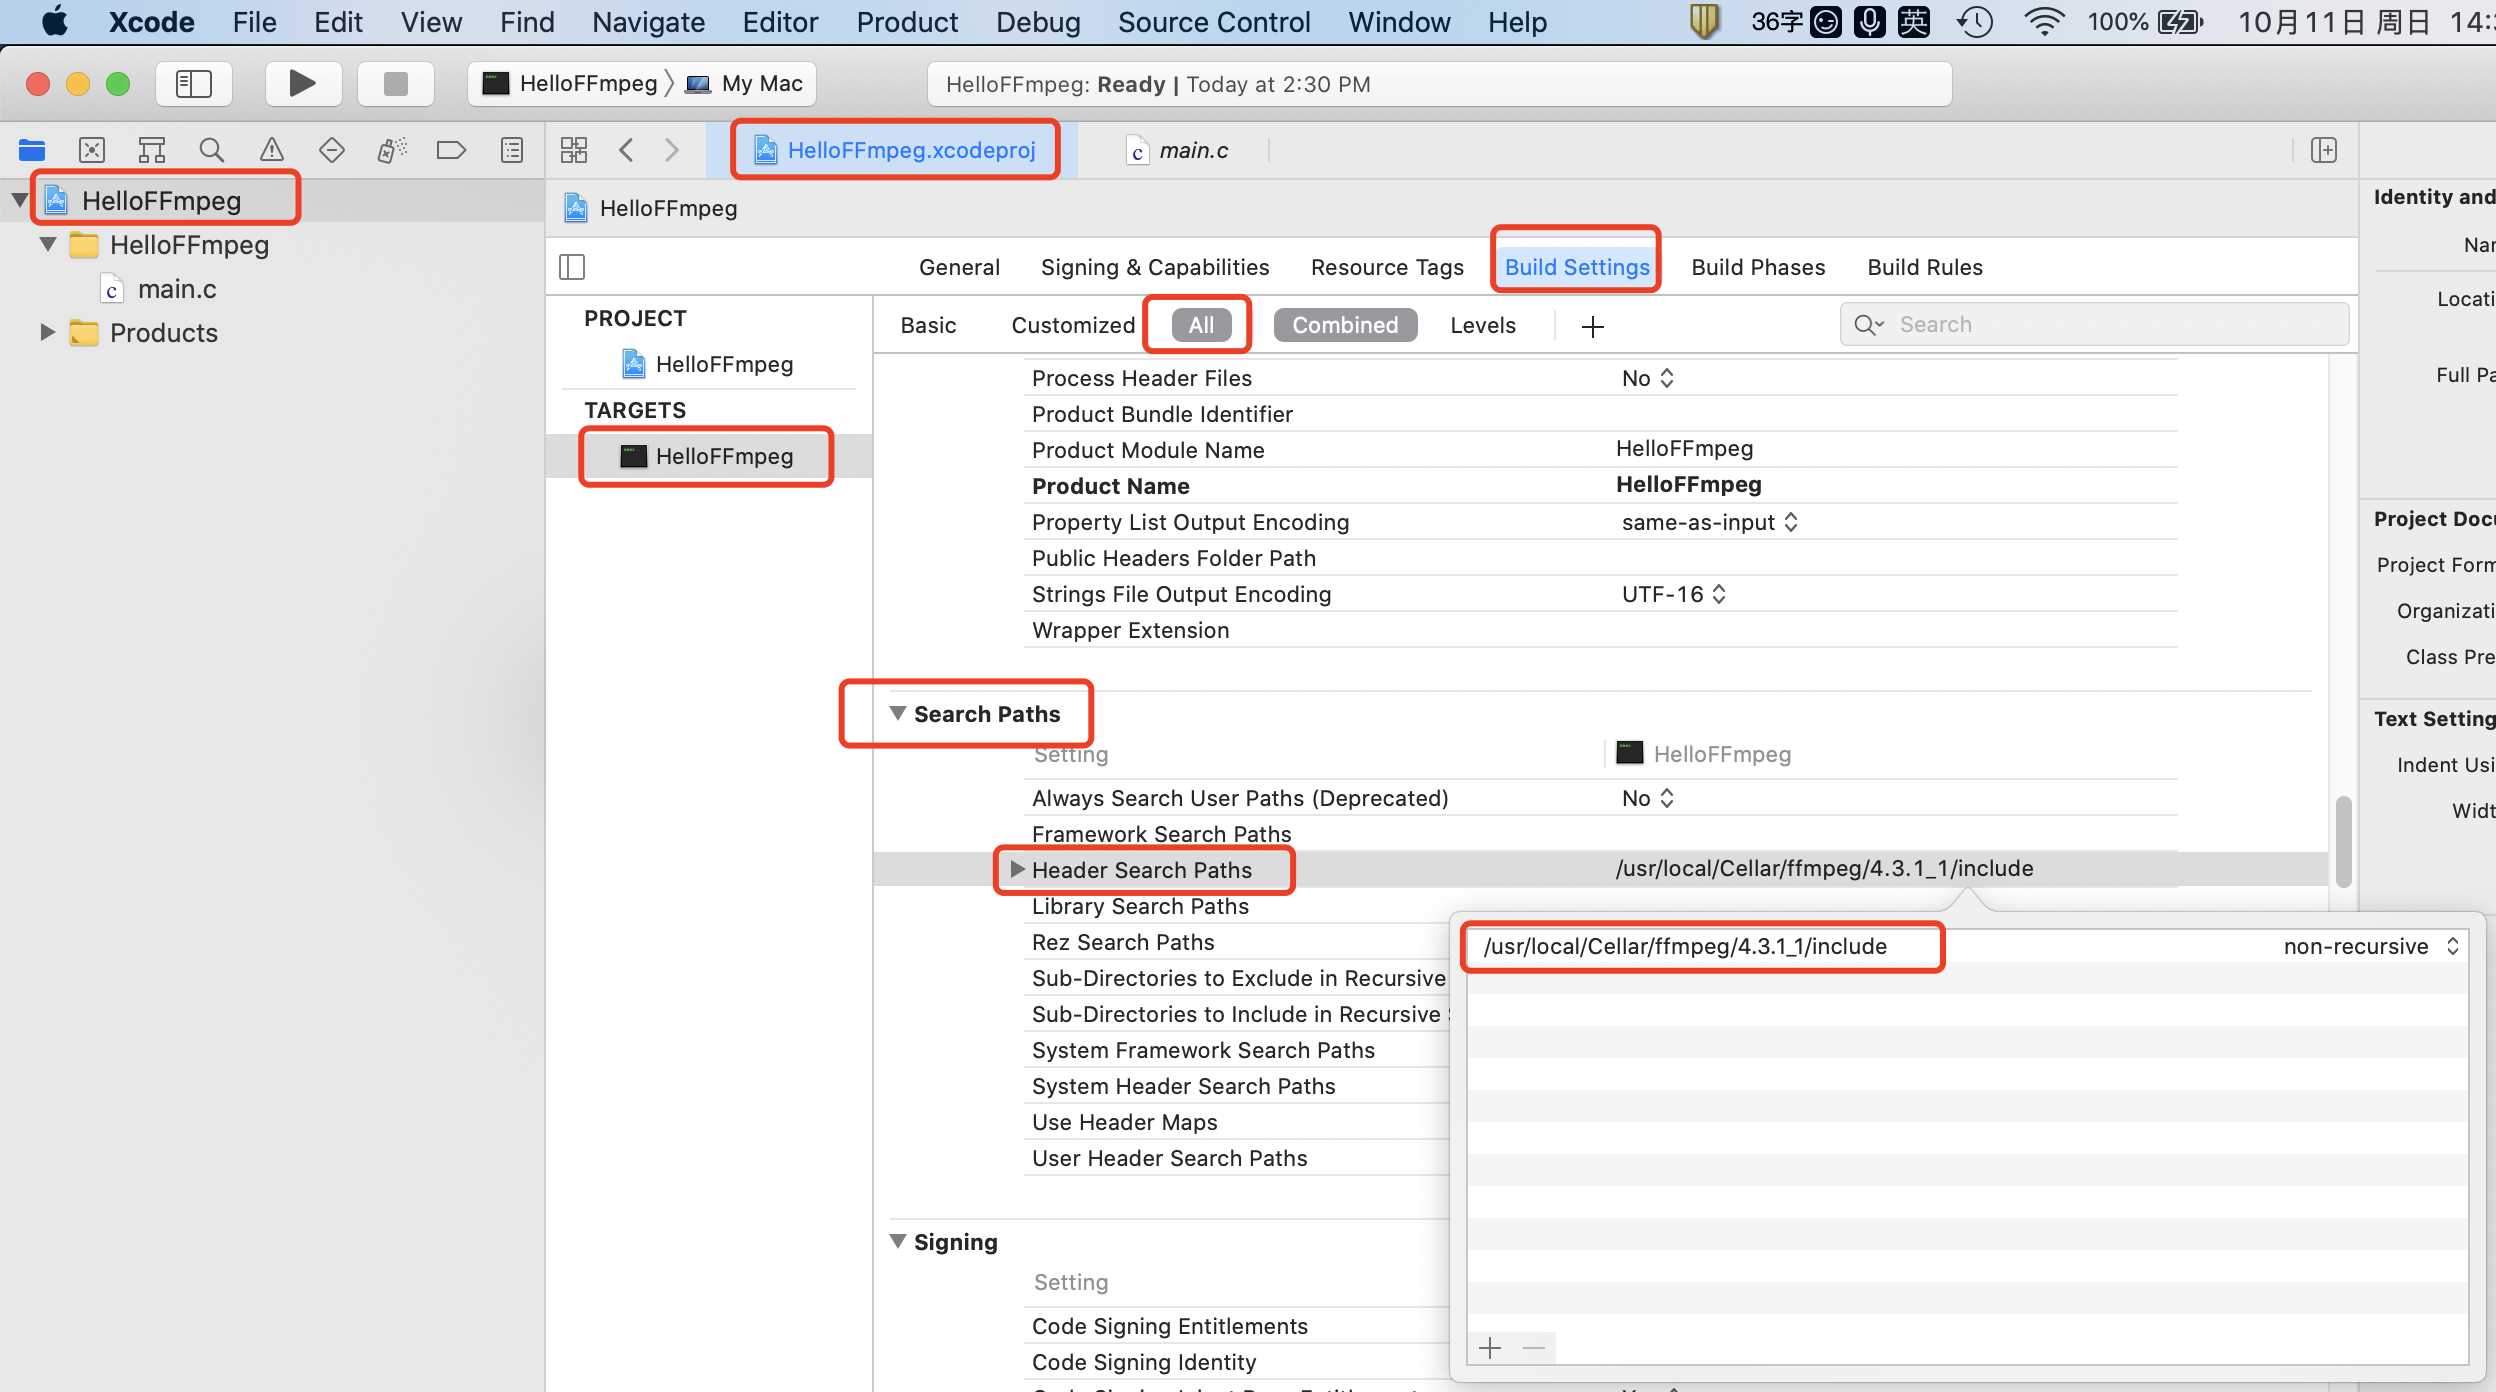 Xcode File Edit View Find Navigate Editor Product Debug Source Control Window Help 36字 英 100% 10月11日 周日 14:
HelloFFmpeg My Mac HelloFFmpeg: Ready | Today at 2:30 PM
HelloFFmpeg.xcodeproj main.c
HelloFFmpeg
HelloFFmpeg
main.c
Products
HelloFFmpeg
General Signing & Capabilities Resource Tags Build Settings Build Phases Build Rules
PROJECT
HelloFFmpeg
TARGETS
HelloFFmpeg
Basic Customized All Combined Levels Search
Process Header Files No
Product Bundle Identifier
Product Module Name HelloFFmpeg
Product Name HelloFFmpeg
Property List Output Encoding same-as-input
Public Headers Folder Path
Strings File Output Encoding UTF-16
Wrapper Extension
Search Paths
Setting HelloFFmpeg
Always Search User Paths (Deprecated) No
Framework Search Paths
Header Search Paths /usr/local/Cellar/ffmpeg/4.3.1_1/include
Library Search Paths
Rez Search Paths
Sub-Directories to Exclude in Recursive
Sub-Directories to Include in Recursive
System Framework Search Paths
System Header Search Paths
Use Header Maps
User Header Search Paths
/usr/local/Cellar/ffmpeg/4.3.1_1/include non-recursive
Signing
Setting
Code Signing Entitlements
Code Signing Identity
Identity and
Nar
Locati
Full Pa
Project Docu
Project Form
Organizati
Class Pre
Text Setting
Indent Usi
Widt